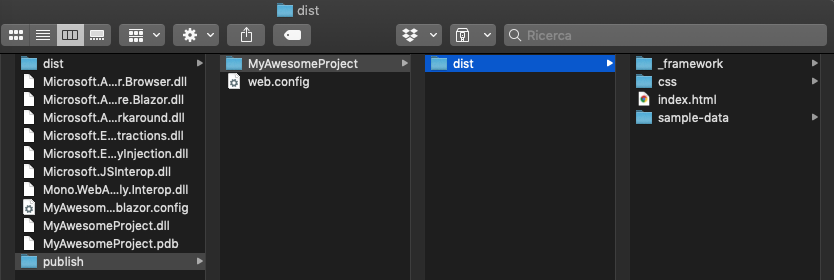 dist
Ricerca
dist
Microsoft.A...r.Browser.dll
Microsoft.A...re.Blazor.dll
Microsoft.A...rkaround.dll
Microsoft.E...tractions.dll
Microsoft.E...yInjection.dll
Microsoft.JSInterop.dll
Mono.WebA...ly.Interop.dll
MyAwesom...blazor.config
MyAwesomeProject.dll
MyAwesomeProject.pdb
publish
MyAwesomeProject
web.config
dist
_framework
css
index.html
sample-data